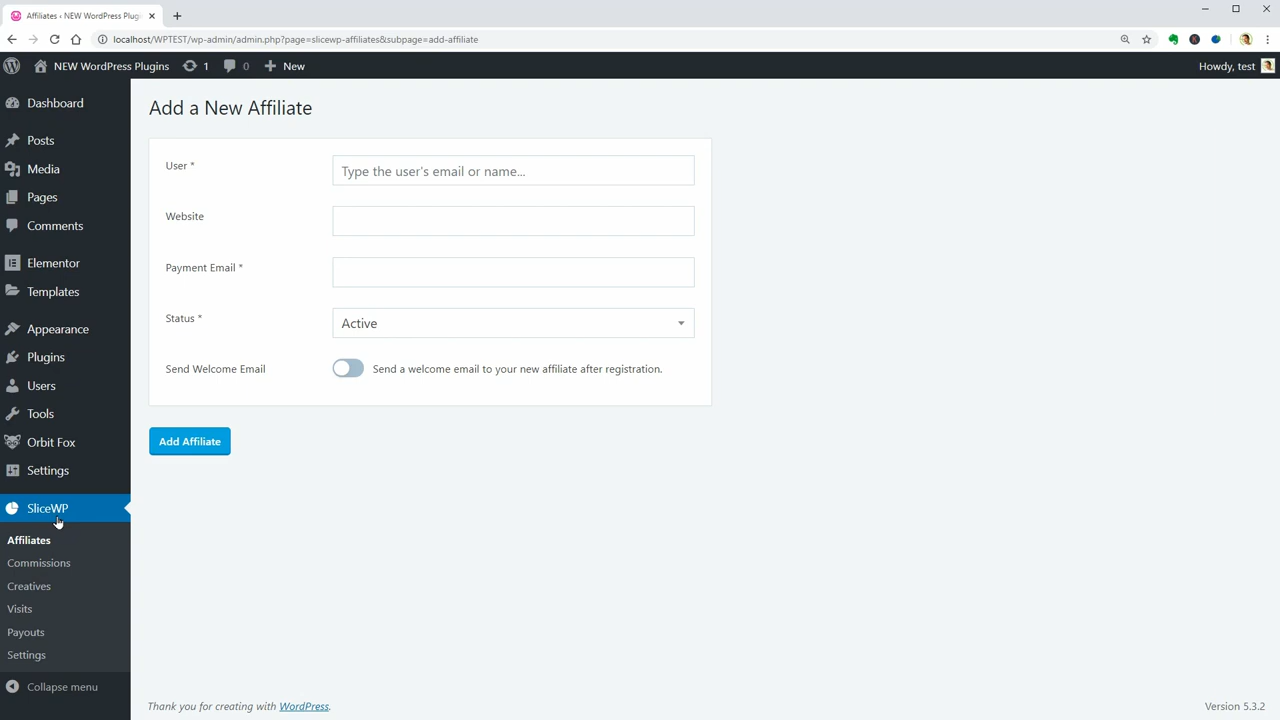 Affiliates ‹ NEW WordPress Plug
localhost/WPTEST/wp-admin/admin.php?page=slicewp-affiliates&subpage=add-affiliate
NEW WordPress Plugins 1 0 New
Howdy, test
Dashboard
Posts
Media
Pages
Comments
Elementor
Templates
Appearance
Plugins
Users
Tools
Orbit Fox
Settings
SliceWP
Affiliates
Commissions
Creatives
Visits
Payouts
Settings
Collapse menu
Add a New Affiliate
User *
Type the user's email or name...
Website
Payment Email *
Status *
Active
Send Welcome Email
Send a welcome email to your new affiliate after registration.
Add Affiliate
Thank you for creating with WordPress.
Version 5.3.2